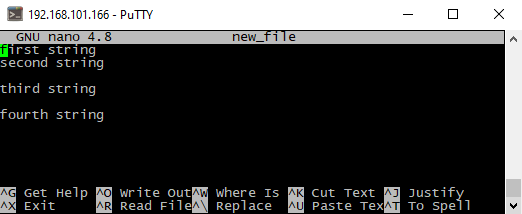 192.168.101.166 - PuTTY
GNU nano 4.8 new_file
first string
second string
third string
fourth string
^G Get Help ^O Write Out^W Where Is ^K Cut Text ^J Justify
^X Exit ^R Read File^\ Replace ^U Paste Tex^T To Spell